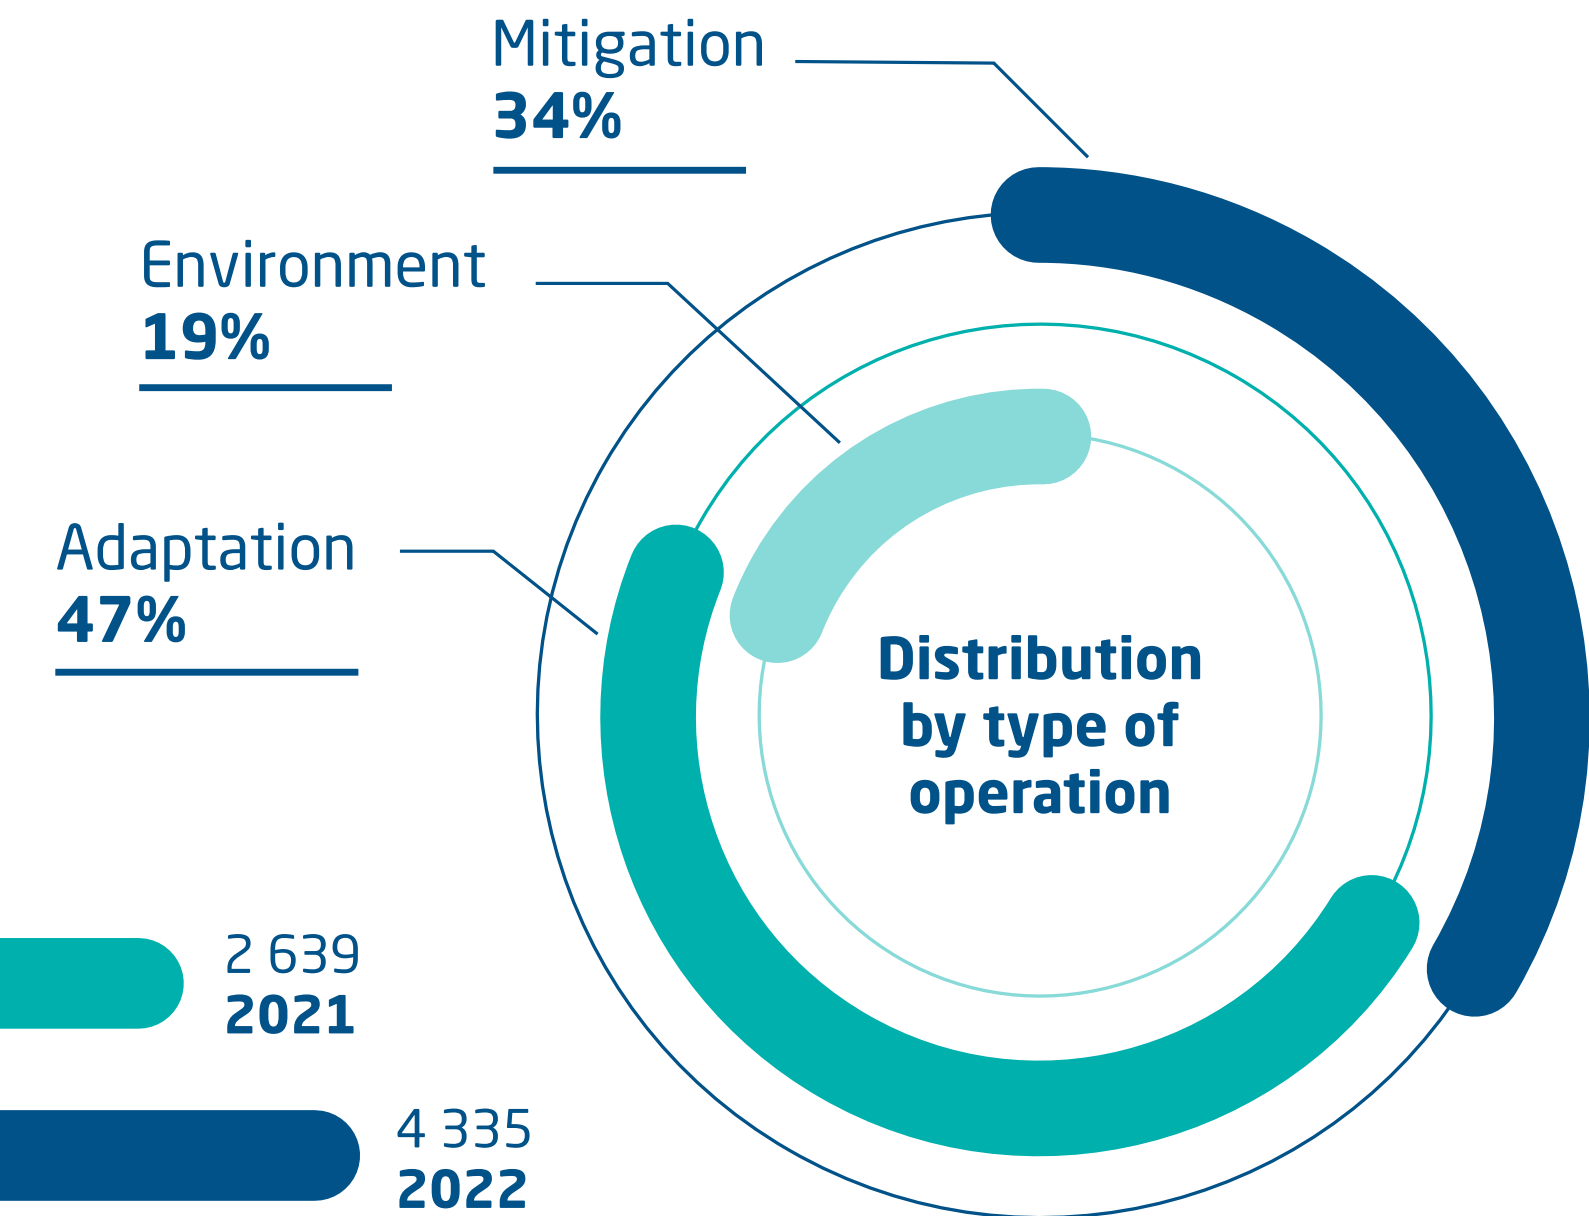 Mitigation
34%
Environment
19%
Adaptation
47%
Distribution
by type of
operation
2 639
2021
4 335
2022